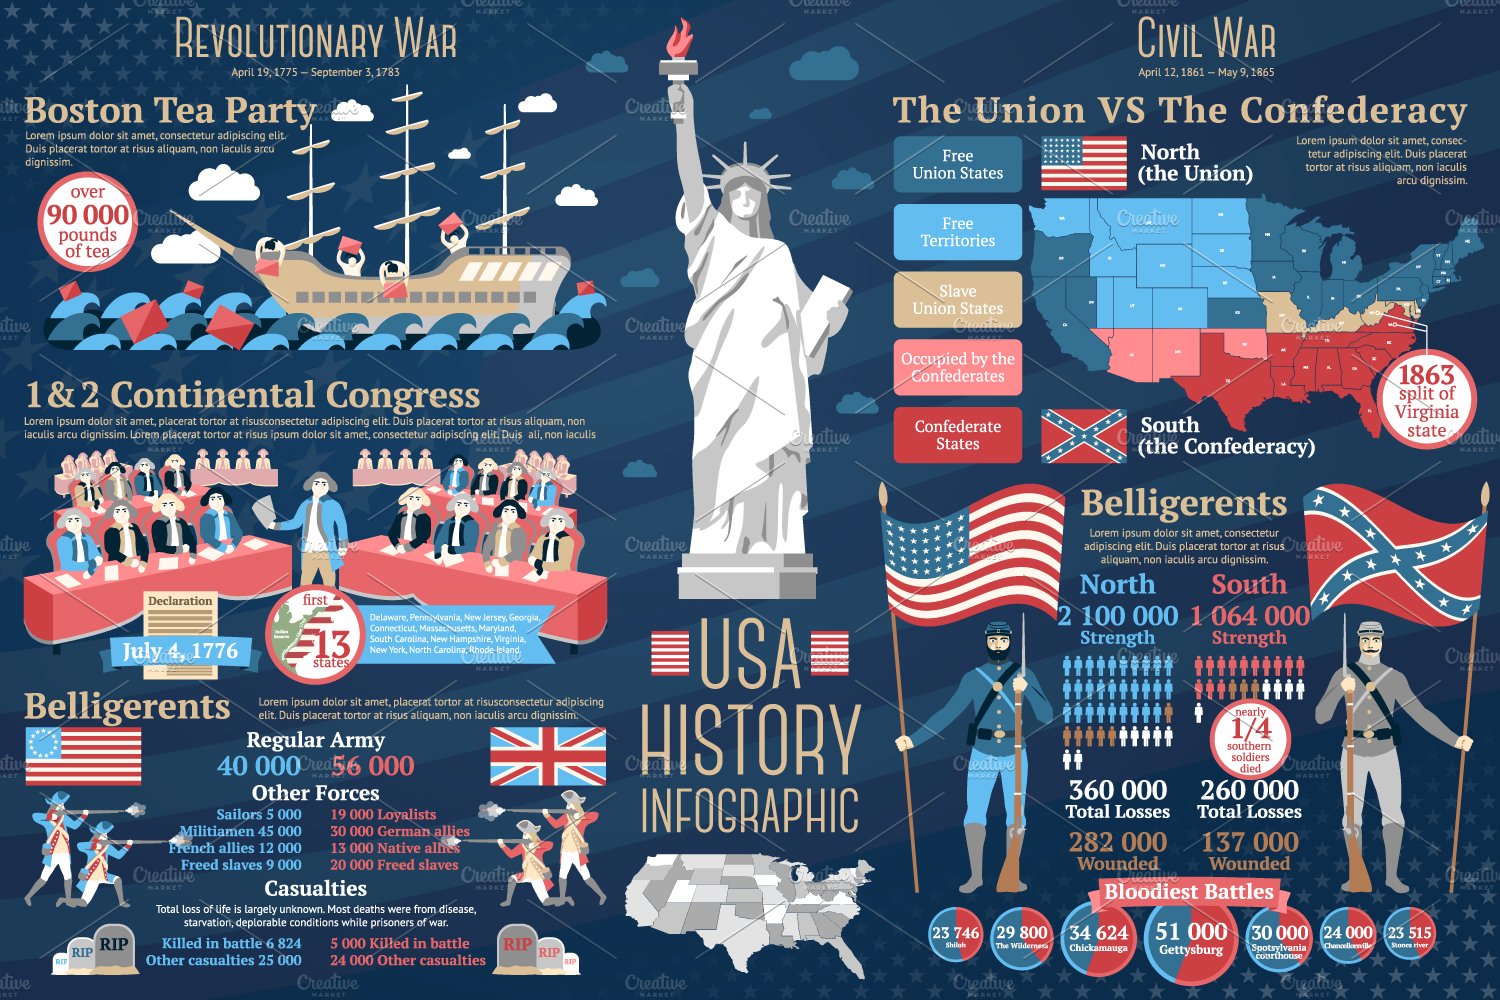 REVOLUTIONARY WAR
April 19, 1775 — September 3, 1783
Boston Tea Party
Lorem ipsum dolor sit amet, consectetur adipiscing elit.
Duis placerat tortor at risus aliquam, non iaculis arcu
dignissim.
over
90 000
pounds
of tea
1 & 2 Continental Congress
Lorem ipsum dolor sit amet, placerat tortor at risusconsectetur adipiscing elit. Duis placerat tortor at risus aliquam, non
iaculis arcu dignissim. Lorem placerat tortor at risus ipsum dolor sit amet, consectetur adipiscing elit. Duis ali, non iaculis
Declaration
July 4, 1776
first
13
states
Indian
Reserve
Delaware, Pennsylvania, New Jersey, Georgia,
Connecticut, Massachusetts, Maryland,
South Carolina, New Hampshire, Virginia,
New York, North Carolina, Rhode Island.
Belligerents
Lorem ipsum dolor sit amet, placerat tortor at risusconsectetur adipiscing
elit. Duis placerat tortor at risus aliquam, non iaculis arcu dignissim.
Regular Army
40 000 56 000
Other Forces
Sailors 5 000 19 000 Loyalists
Militiamen 45 000 30 000 German allies
French allies 12 000 13 000 Native allies
Freed slaves 9 000 20 000 Freed slaves
Casualties
Total loss of life is largely unknown. Most deaths were from disease,
starvation, deplorable conditions while prisoners of war.
Killed in battle 6 824 5 000 Killed in battle
Other casualties 25 000 24 000 Other casualties
RIP RIP RIP
RIP RIP RIP
USA
HISTORY
INFOGRAPHIC
CIVIL WAR
April 12, 1861 — May 9, 1865
The Union VS The Confederacy
Free
Union States
Free
Territories
Slave
Union States
Occupied by the
Confederates
Confederate
States
North
(the Union)
Lorem ipsum dolor sit amet, consec-
tetur adipiscing elit. Duis placerat
tortor at risus aliquam, non iaculis
arcu dignissim.
1863
split of
Virginia
state
South
(the Confederacy)
Belligerents
Lorem ipsum dolor sit amet, consectetur
adipiscing elit. Duis placerat tortor at risus
aliquam, non iaculis arcu dignissim.
North South
2 100 000 1 064 000
Strength Strength
nearly
1/4
southern
soldiers
died
360 000 260 000
Total Losses Total Losses
282 000 137 000
Wounded Wounded
Bloodiest Battles
23 746
Shiloh
29 800
The Wilderness
34 624
Chickamauga
51 000
Gettysburg
30 000
Spotsylvania
courthouse
24 000
Chancellorsville
23 515
Stones river
Creative
MARKET